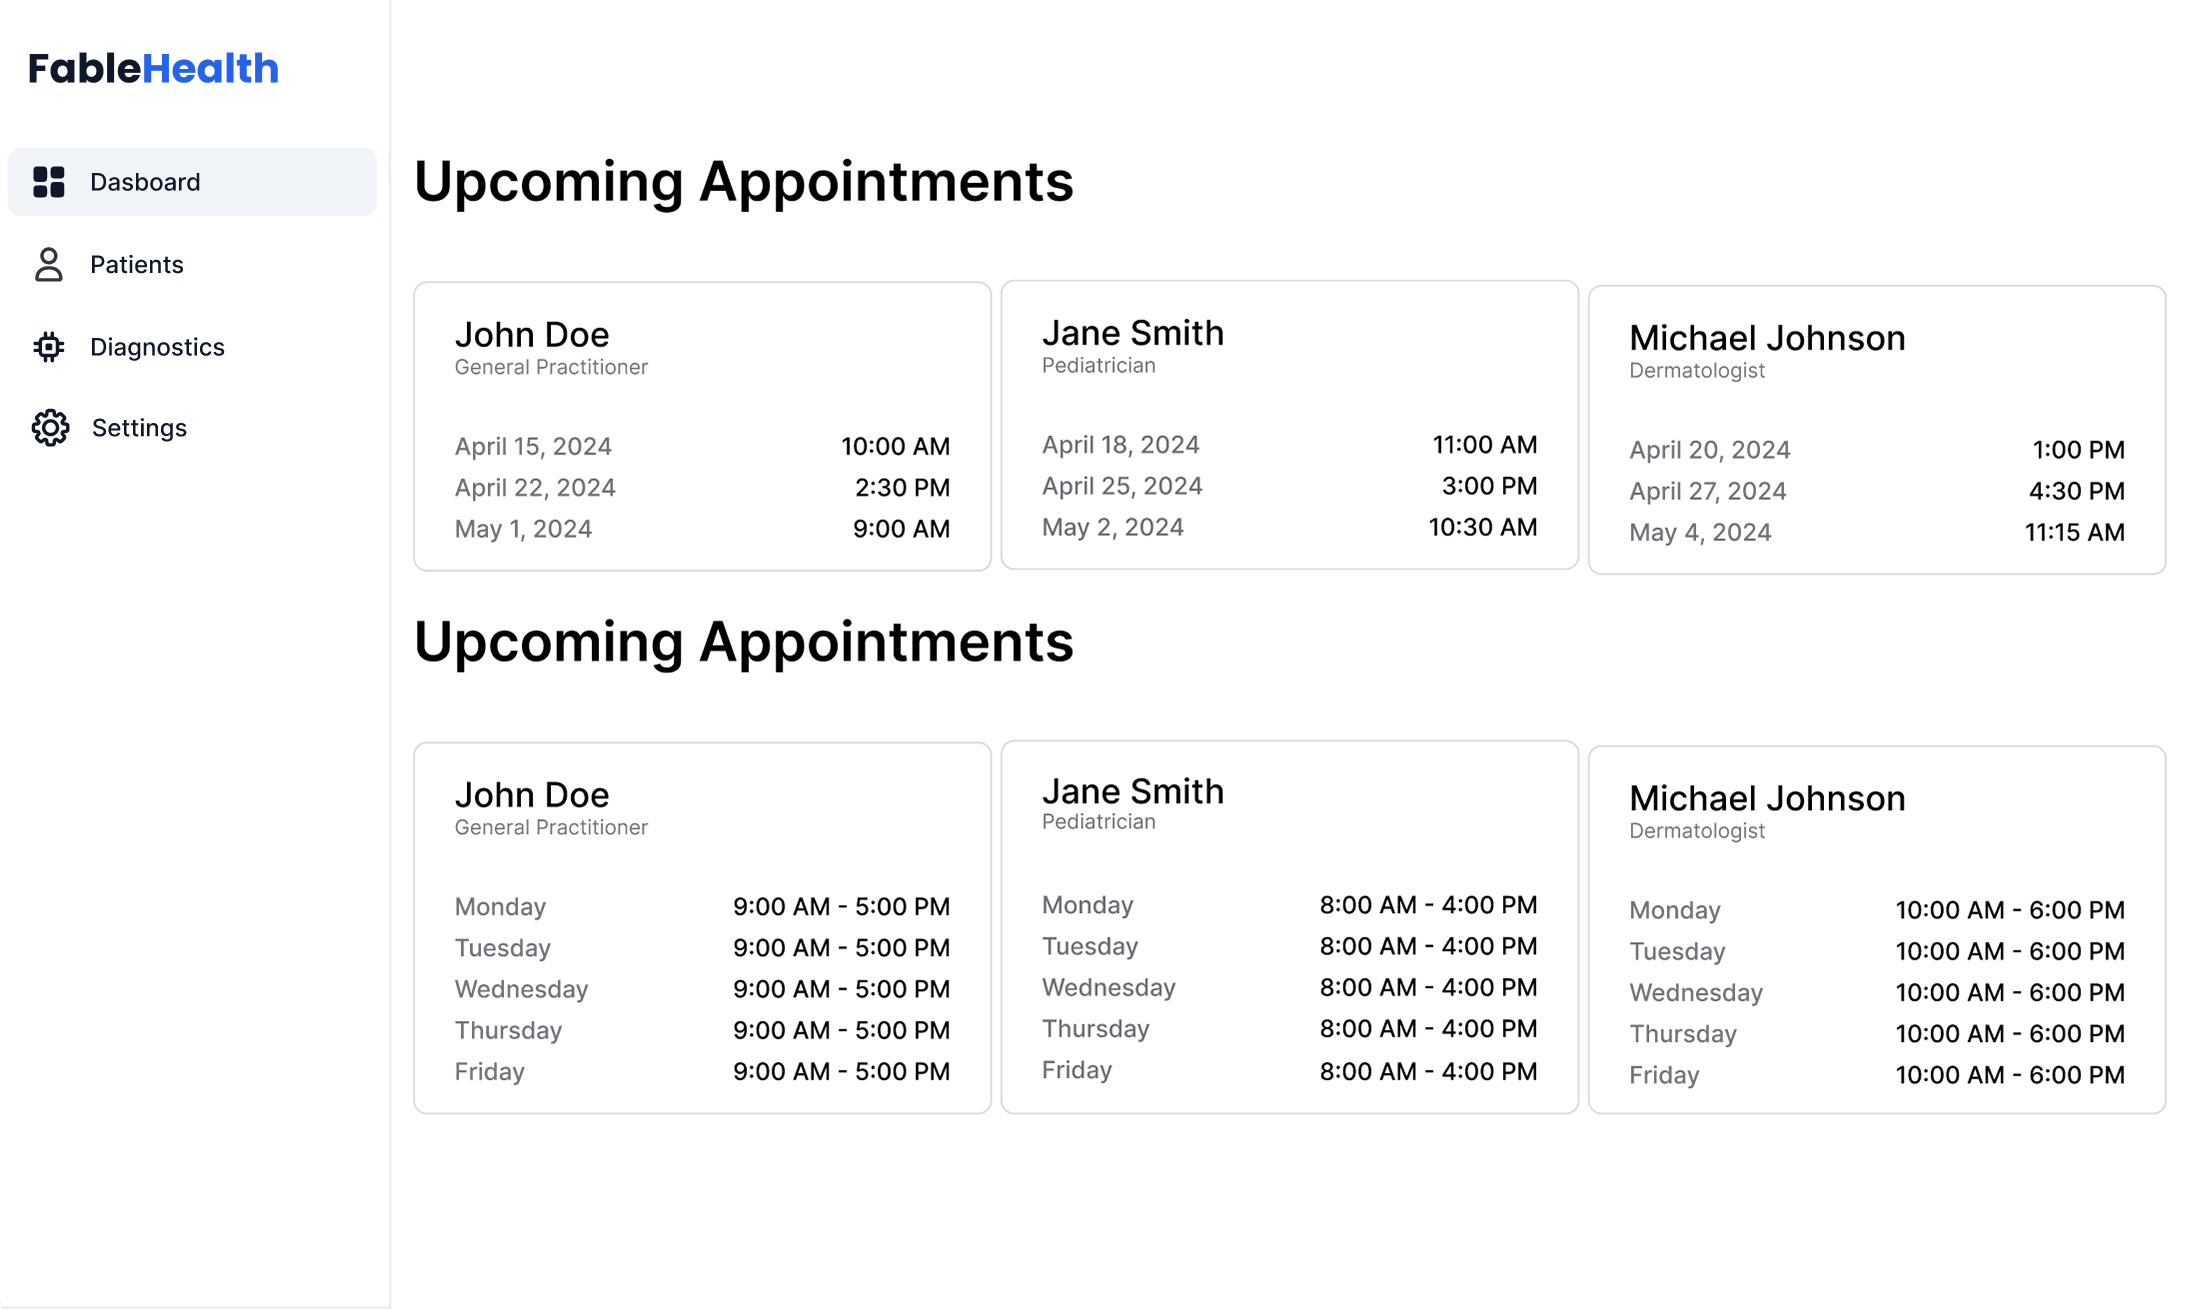 FableHealth
Dasboard
Patients
Diagnostics
Settings
Upcoming Appointments
John Doe
General Practitioner
April 15, 2024 10:00 AM
April 22, 2024 2:30 PM
May 1, 2024 9:00 AM
Jane Smith
Pediatrician
April 18, 2024 11:00 AM
April 25, 2024 3:00 PM
May 2, 2024 10:30 AM
Michael Johnson
Dermatologist
April 20, 2024 1:00 PM
April 27, 2024 4:30 PM
May 4, 2024 11:15 AM
Upcoming Appointments
John Doe
General Practitioner
Monday 9:00 AM - 5:00 PM
Tuesday 9:00 AM - 5:00 PM
Wednesday 9:00 AM - 5:00 PM
Thursday 9:00 AM - 5:00 PM
Friday 9:00 AM - 5:00 PM
Jane Smith
Pediatrician
Monday 8:00 AM - 4:00 PM
Tuesday 8:00 AM - 4:00 PM
Wednesday 8:00 AM - 4:00 PM
Thursday 8:00 AM - 4:00 PM
Friday 8:00 AM - 4:00 PM
Michael Johnson
Dermatologist
Monday 10:00 AM - 6:00 PM
Tuesday 10:00 AM - 6:00 PM
Wednesday 10:00 AM - 6:00 PM
Thursday 10:00 AM - 6:00 PM
Friday 10:00 AM - 6:00 PM